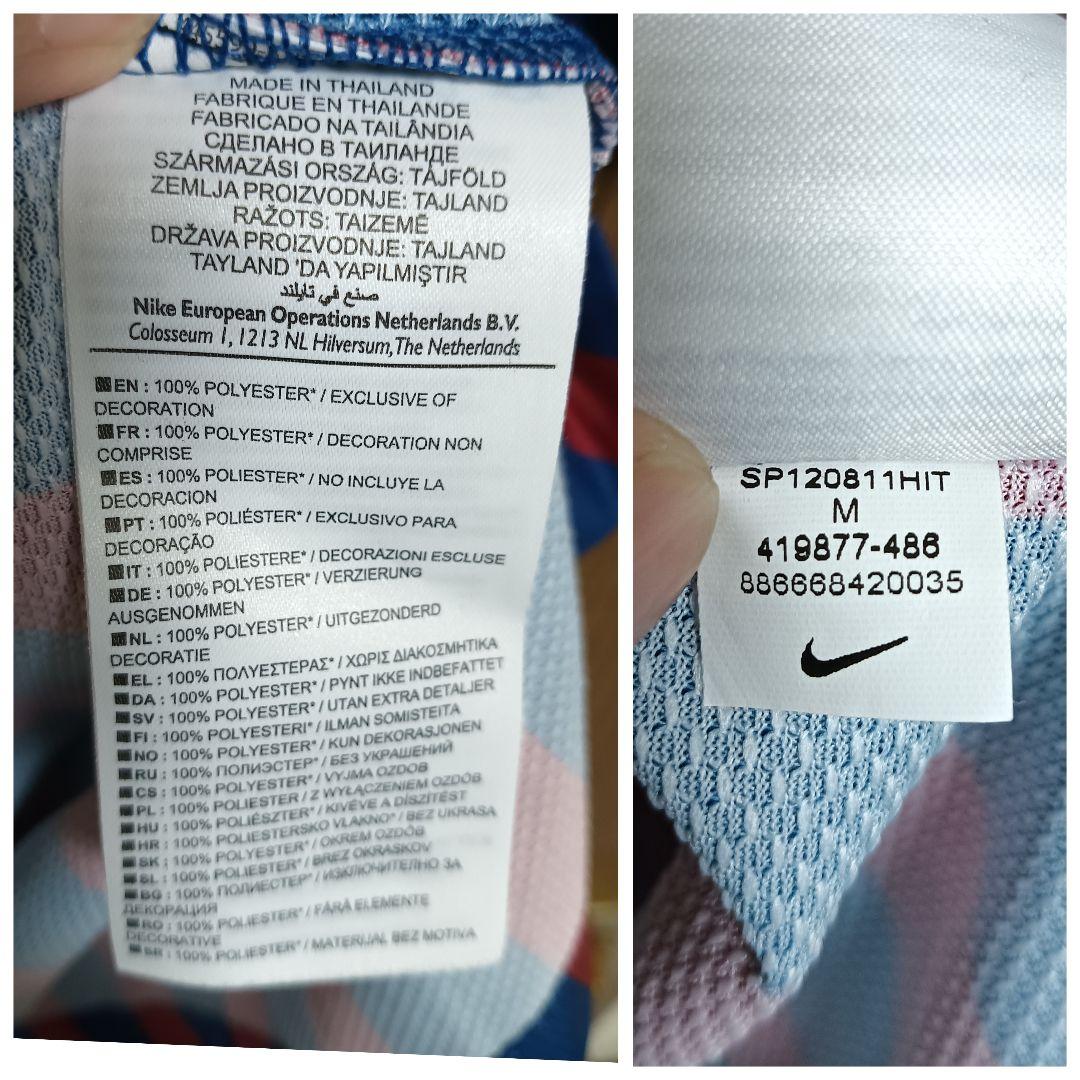 MADE IN THAILAND
FABRIQUE EN THAILANDE
FABRICADO NA TAILÂNDIA
СДЕЛАНО В ТАИЛАНДЕ
SZÁRMAZÁSI ORSZÁG: TÁJFÖLD
ZEMLJA PROIZVODNJE: TAJLAND
RAŽOTS: TAIZEMĒ
DRŽAVA PROIZVODNJE: TAJLAND
TAYLAND 'DA YAPILMIŞTIR
صنع في تايلند
Nike European Operations Netherlands B.V.
Colosseum 1, 1213 NL Hilversum, The Netherlands
EN : 100% POLYESTER* / EXCLUSIVE OF
DECORATION
FR : 100% POLYESTER* / DECORATION NON
COMPRISE
ES : 100% POLYESTER* / NO INCLUYE LA
DECORACION
PT : 100% POLIÉSTER* / EXCLUSIVO PARA
DECORAÇÃO
IT : 100% POLIESTERE* / DECORAZIONI ESCLUSE
DE : 100% POLYESTER* / VERZIERUNG
AUSGENOMMEN
NL : 100% POLYESTER* / UITGEZONDERD
DECORATIE
EL : 100% ΠΟΛΥΕΣΤΕΡΑΣ* / ΧΩΡΙΣ ΔΙΑΚΟΣΜΗΤΙΚΑ
DA : 100% POLYESTER* / PYNT IKKE INDBEFATTET
SV : 100% POLYESTER* / UTAN EXTRA DETALJER
FI : 100% POLYESTERI* / ILMAN SOMISTEITA
NO : 100% POLYESTER* / KUN DEKORASJONEN
RU : 100% ПОЛИЭСТЕР* / БЕЗ УКРАШЕНИЙ
CS : 100% POLYESTER* / VYJMA OZDOB
PL : 100% POLIESTER / Z WYŁĄCZENIEM OZDÓB
HU : 100% POLIÉSZTER* / KIVÉVE A DÍSZÍTÉST
HR : 100% POLIESTERSKO VLAKNO* / BEZ UKRASA
SK : 100% POLYESTER* / OKREM OZDÔB
SL : 100% POLIESTER* / BREZ OKRASKOV
BG : 100% ПОЛИЕСТЕР* / ИЗКЛЮЧИТЕЛНО ЗА
ДЕКОРАЦИЯ
RO : 100% POLIESTER* / FĂRĂ ELEMENTE
DECORATIVE
SR : 100% POLIESTER* / MATERIJAL BEZ MOTIVA
SP120811HIT
M
419877-486
886668420035